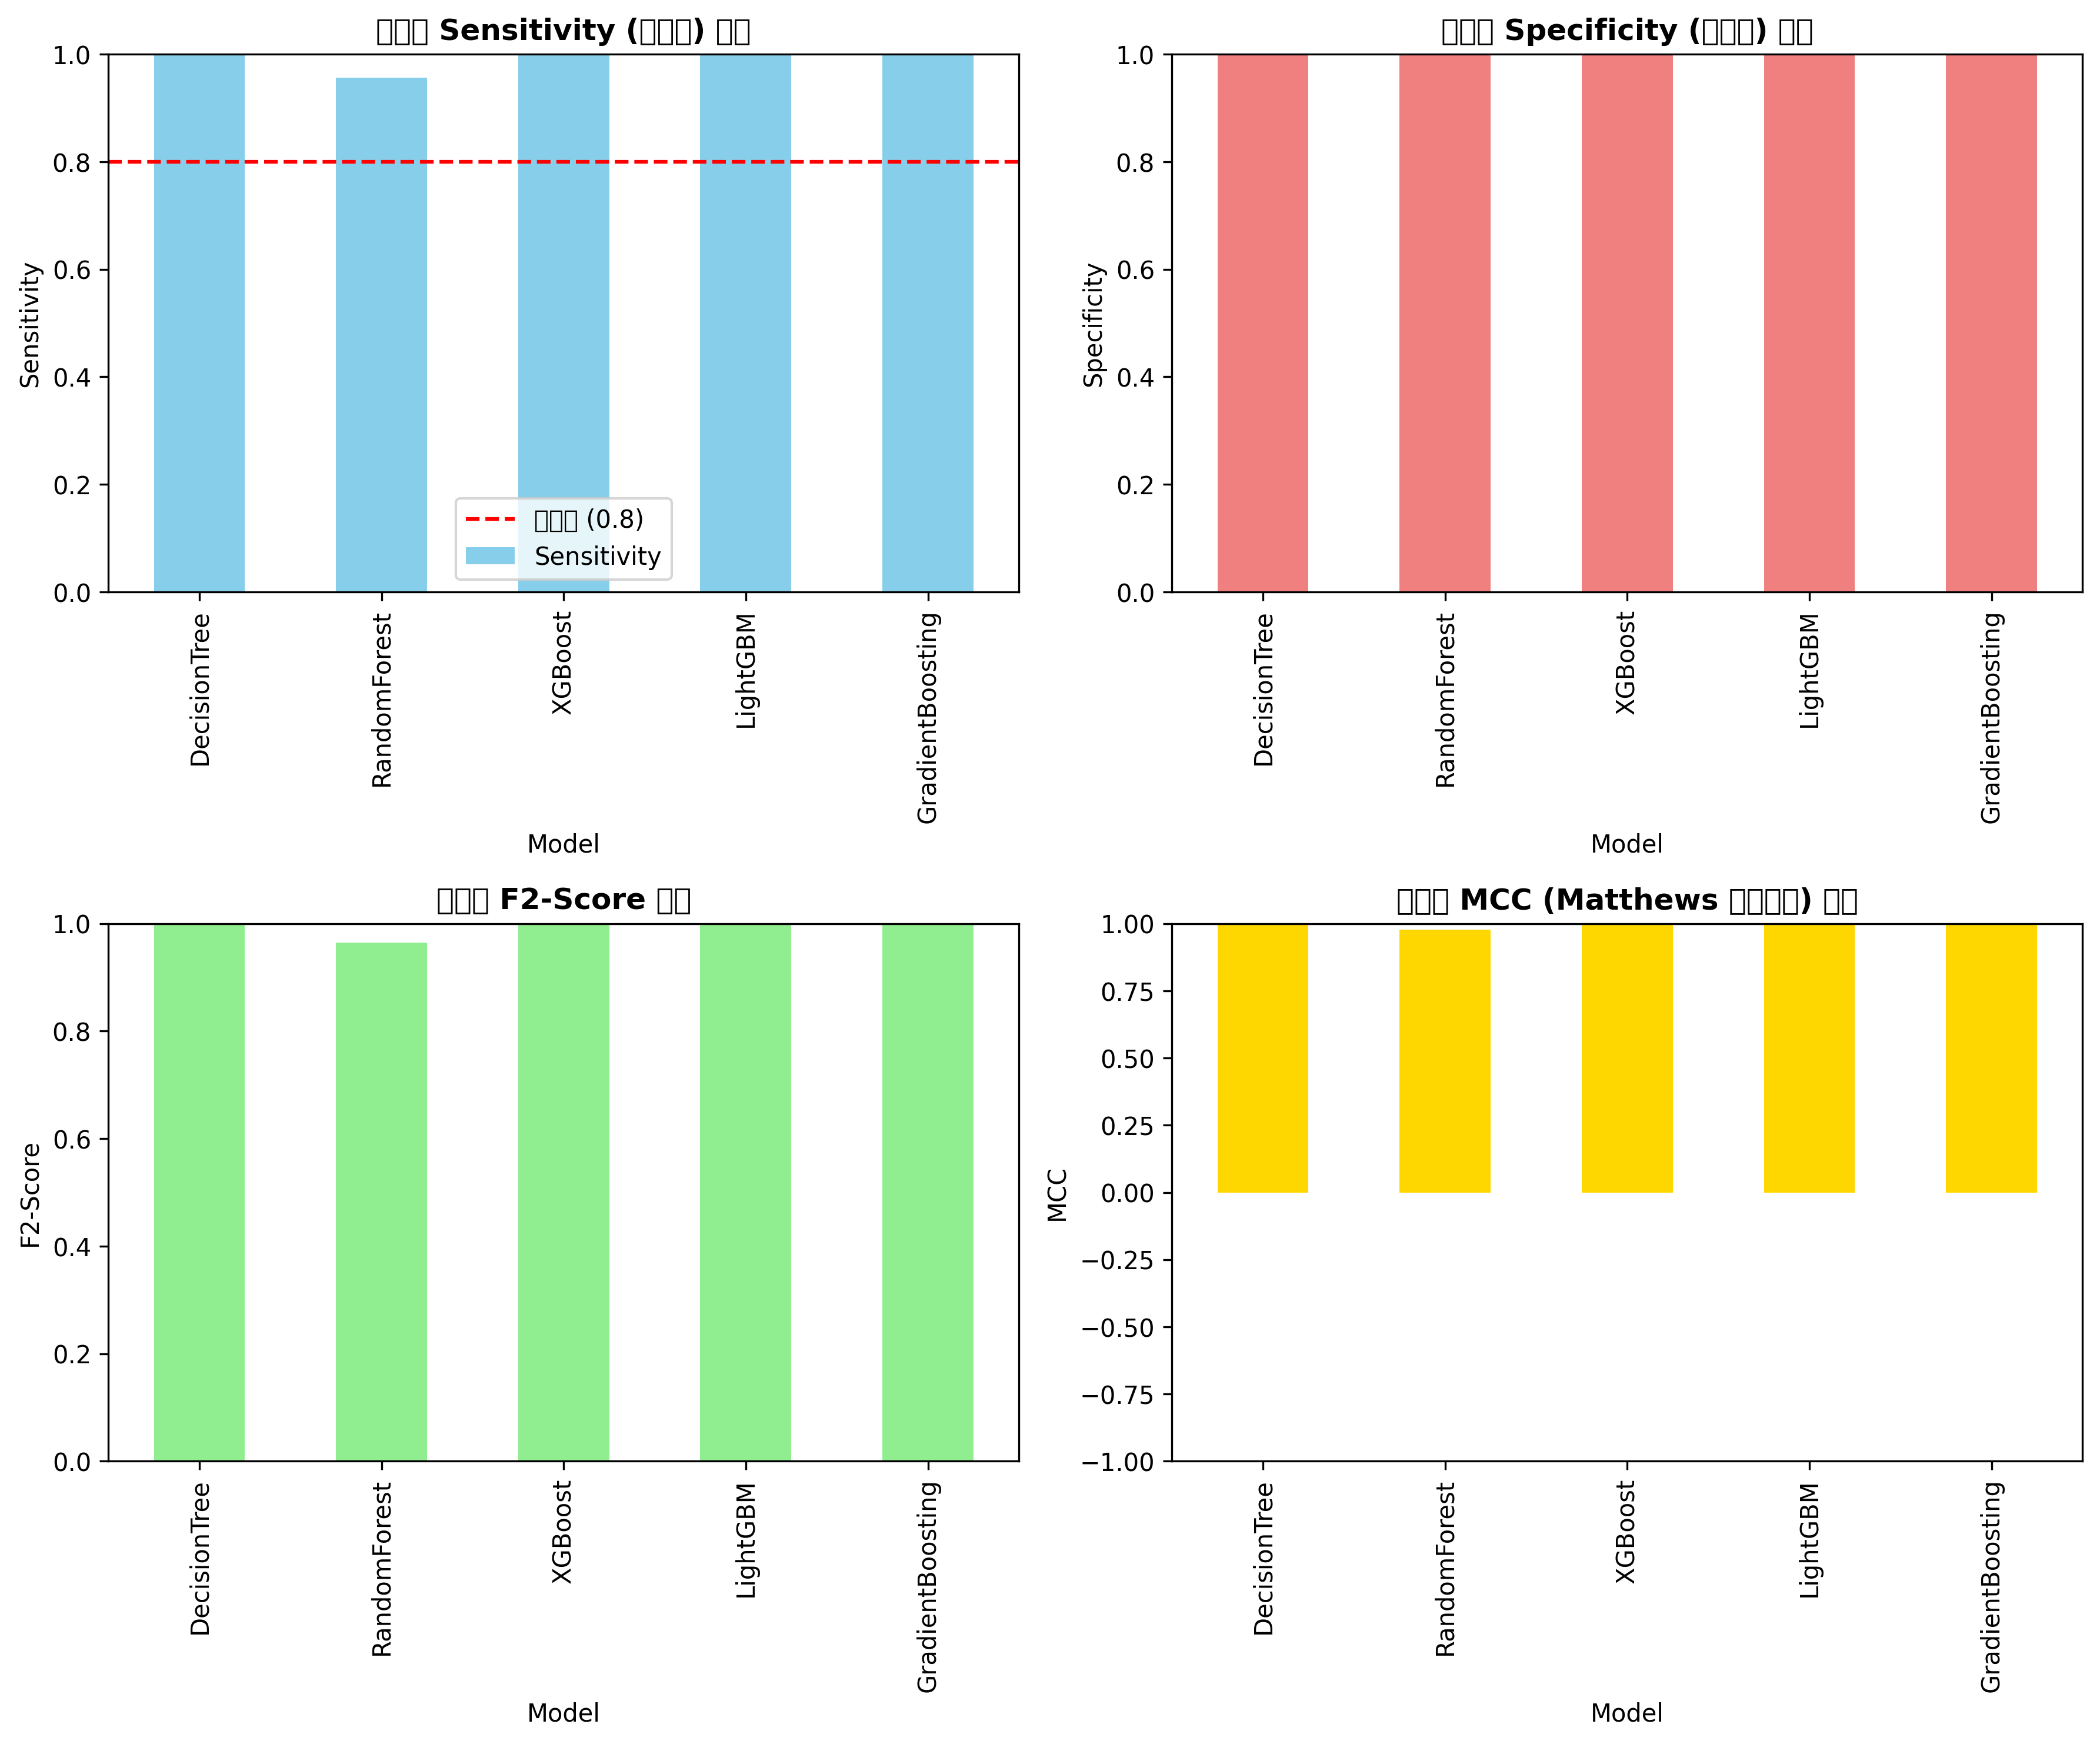 Sensitivity ( )
1.0
0.8
0.6
0.4
0.2
0.0
Sensitivity
(0.8)
Sensitivity
DecisionTree
RandomForest
XGBoost
LightGBM
GradientBoosting
Model
Specificity ( )
1.0
0.8
0.6
0.4
0.2
0.0
Specificity
DecisionTree
RandomForest
XGBoost
LightGBM
GradientBoosting
Model
F2-Score
1.0
0.8
0.6
0.4
0.2
0.0
F2-Score
DecisionTree
RandomForest
XGBoost
LightGBM
GradientBoosting
Model
MCC (Matthews )
1.00
0.75
0.50
0.25
0.00
−0.25
−0.50
−0.75
−1.00
MCC
DecisionTree
RandomForest
XGBoost
LightGBM
GradientBoosting
Model